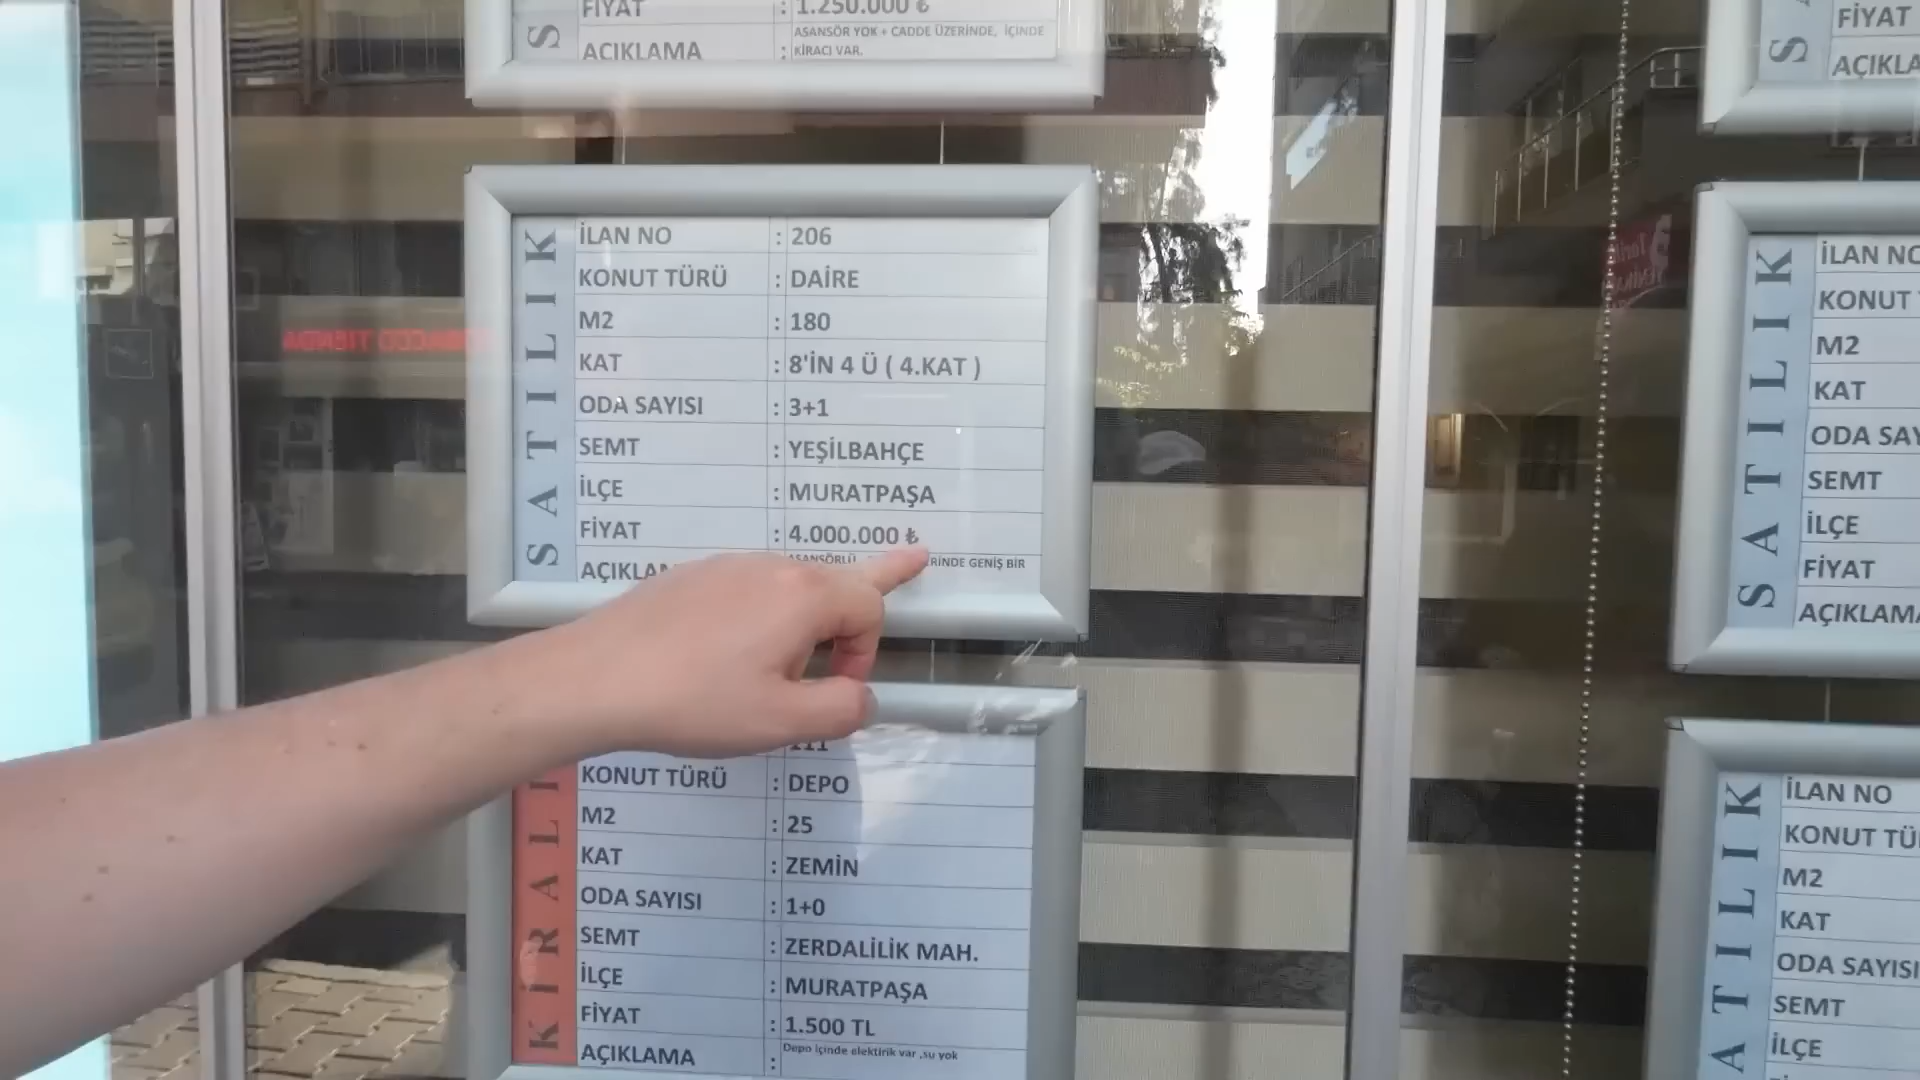 FİYAT : 1.250.000 ₺
AÇIKLAMA : ASANSÖR YOK + CADDE ÜZERİNDE, İÇİNDE
KİRACI VAR.
SATILIK
İLAN NO : 206
KONUT TÜRÜ : DAİRE
M2 : 180
KAT : 8'İN 4 Ü ( 4.KAT )
ODA SAYISI : 3+1
SEMT : YEŞİLBAHÇE
İLÇE : MURATPAŞA
FİYAT : 4.000.000 ₺
ASANSÖRLÜ GENİŞ BİR
KİRALI
111
KONUT TÜRÜ : DEPO
M2 : 25
KAT : ZEMİN
ODA SAYISI : 1+0
SEMT : ZERDALİLİK MAH.
İLÇE : MURATPAŞA
FİYAT : 1.500 TL
AÇIKLAMA : Depo içinde elektirik var ,su yok
FİYAT
AÇIKLA
SATILIK
İLAN NO
KONUT
M2
KAT
ODA SAY
SEMT
İLÇE
FİYAT
AÇIKLAMA
ATILIK
İLAN NO
KONUT TÜ
M2
KAT
ODA SAYISI
SEMT
İLÇE